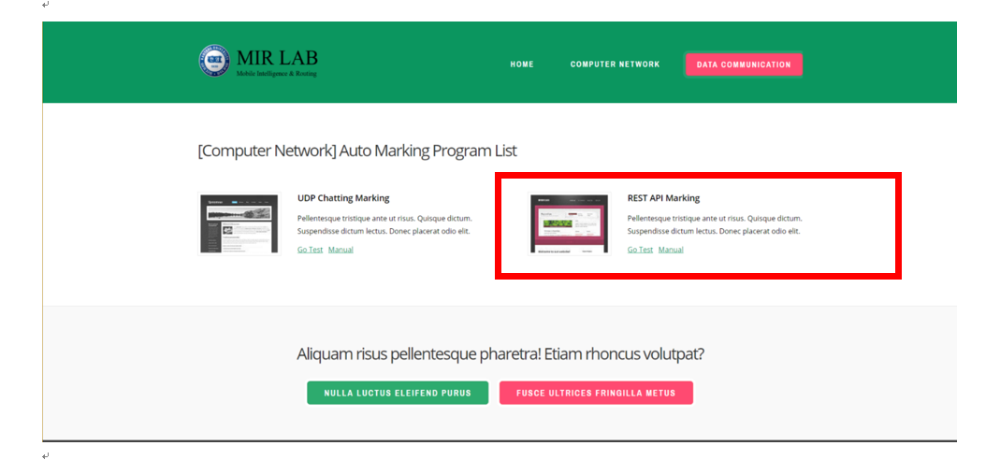 MIR LAB
Mobile Intelligence & Routing
HOME
COMPUTER NETWORK
DATA COMMUNICATION
[Computer Network] Auto Marking Program List
UDP Chatting Marking
Pellentesque tristique ante ut risus. Quisque dictum.
Suspendisse dictum lectus. Donec placerat odio elit.
Go Test Manual
REST API Marking
Pellentesque tristique ante ut risus. Quisque dictum.
Suspendisse dictum lectus. Donec placerat odio elit.
Go Test Manual
Aliquam risus pellentesque pharetra! Etiam rhoncus volutpat?
NULLA LUCTUS ELEIFEND PURUS
FUSCE ULTRICES FRINGILLA METUS